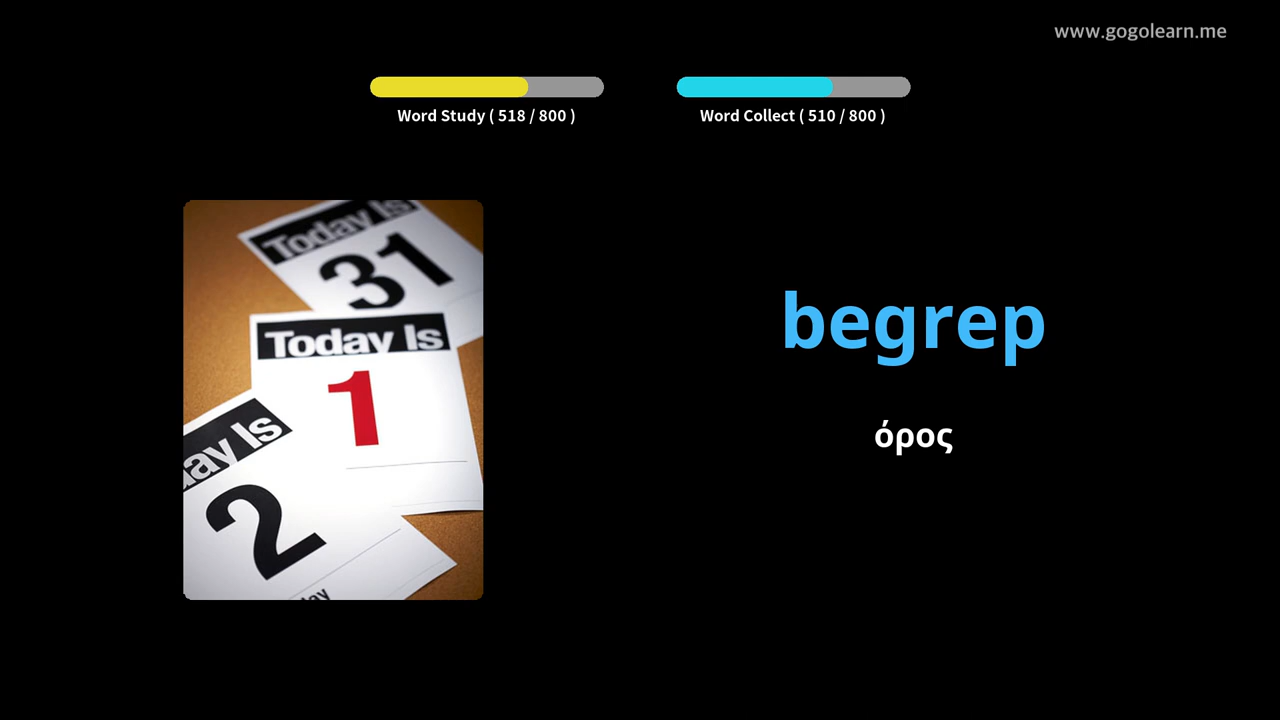 www.gogolearn.me
Word Study ( 518 / 800 )
Word Collect ( 510 / 800 )
Today Is
31
Today Is
1
ay Is
2
ay
begrep
όρος